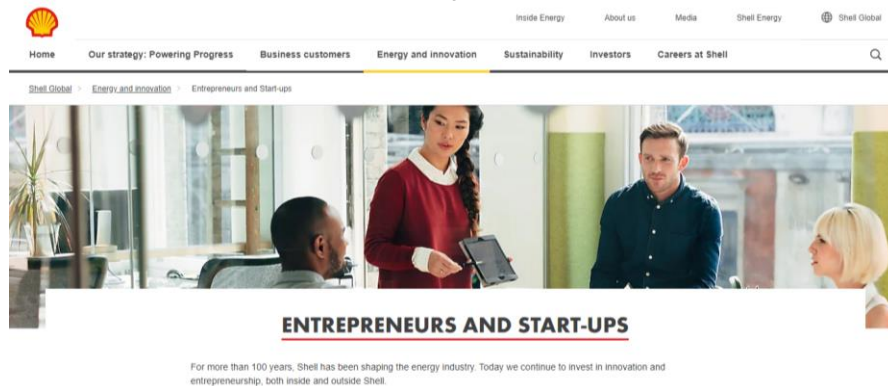 Inside Energy About us Media Shell Energy Shell Global
Home Our strategy: Powering Progress Business customers Energy and innovation Sustainability Investors Careers at Shell
Shell Global > Energy and innovation > Entrepreneurs and Start-ups
ENTREPRENEURS AND START-UPS
For more than 100 years, Shell has been shaping the energy industry. Today we continue to invest in innovation and
entrepreneurship, both inside and outside Shell.